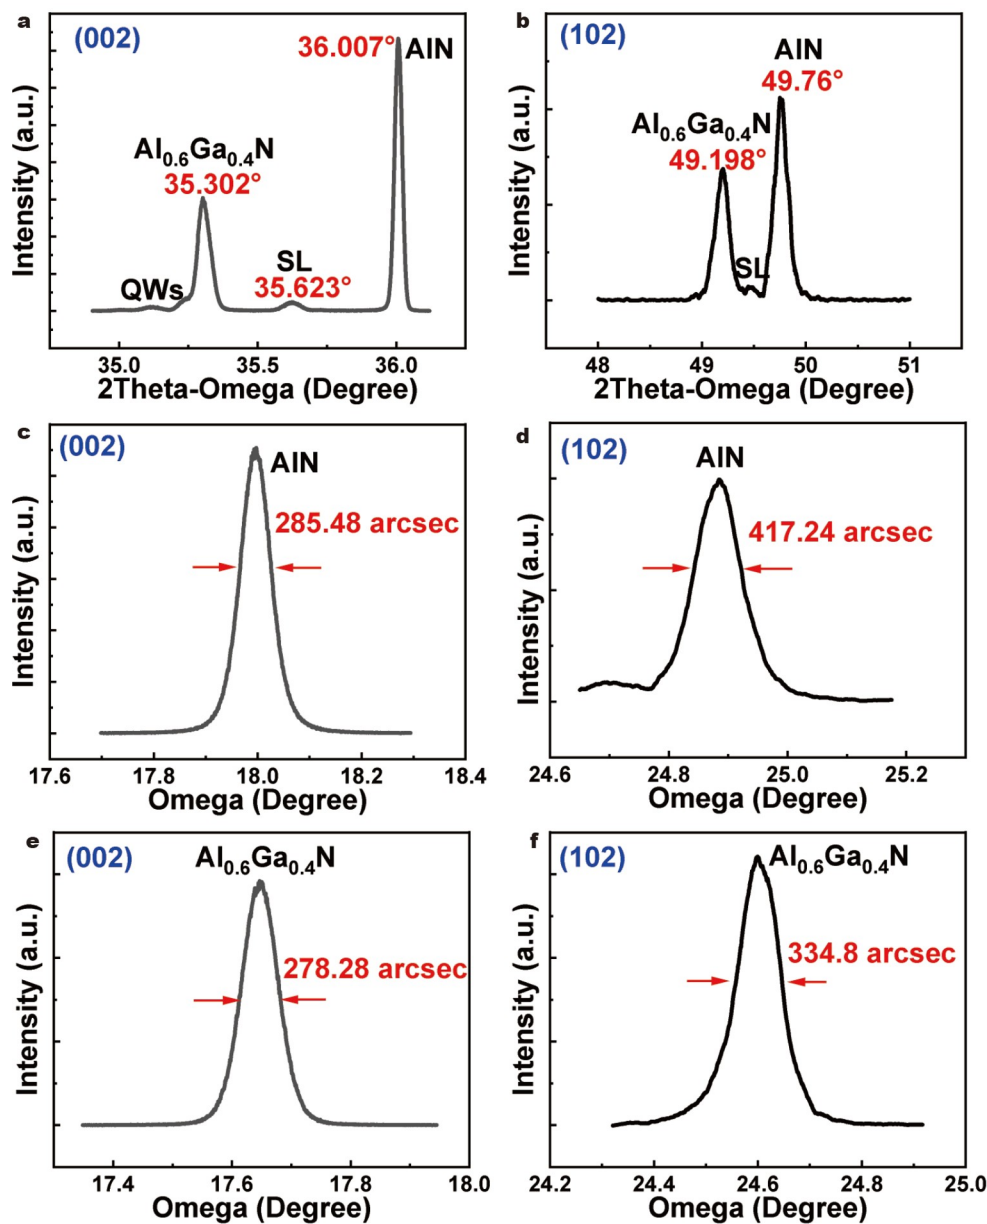 a
(002)
36.007°
AlN
Al0.6Ga0.4N
35.302°
QWs
SL
35.623°
Intensity (a.u.)
35.0 35.5 36.0
2Theta-Omega (Degree)
b
(102)
AlN
49.76°
Al0.6Ga0.4N
49.198°
SL
Intensity (a.u.)
48 49 50 51
2Theta-Omega (Degree)
c
(002)
AlN
285.48 arcsec
Intensity (a.u.)
17.6 17.8 18.0 18.2 18.4
Omega (Degree)
d
(102)
AlN
417.24 arcsec
Intensity (a.u.)
24.6 24.8 25.0 25.2
Omega (Degree)
e
(002)
Al0.6Ga0.4N
278.28 arcsec
Intensity (a.u.)
17.4 17.6 17.8 18.0
Omega (Degree)
f
(102)
Al0.6Ga0.4N
334.8 arcsec
Intensity (a.u.)
24.2 24.4 24.6 24.8 25.0
Omega (Degree)